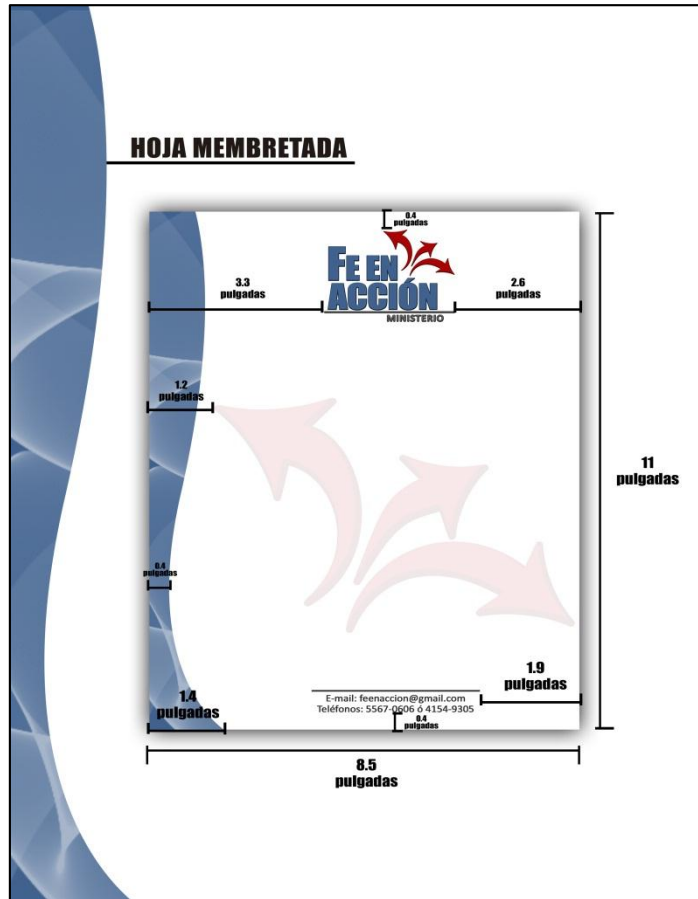 HOJA MEMBRETADA
0.4
pulgadas
FE EN
ACCIÓN
MINISTERIO
3.3
pulgadas
2.6
pulgadas
1.2
pulgadas
11
pulgadas
0.4
pulgadas
1.9
pulgadas
1.4
pulgadas
E-mail: feenaccion@gmail.com
Teléfonos: 5567-0606 ó 4154-9305
0.4
pulgadas
8.5
pulgadas